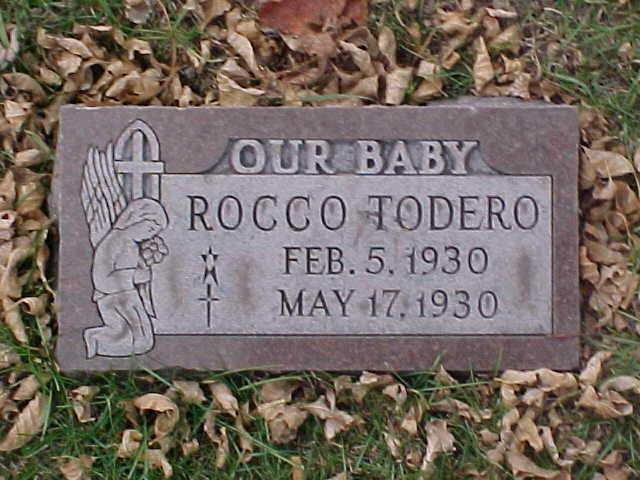 OUR BABY
ROCCO TODERO
FEB. 5, 1930
MAY 17, 1930